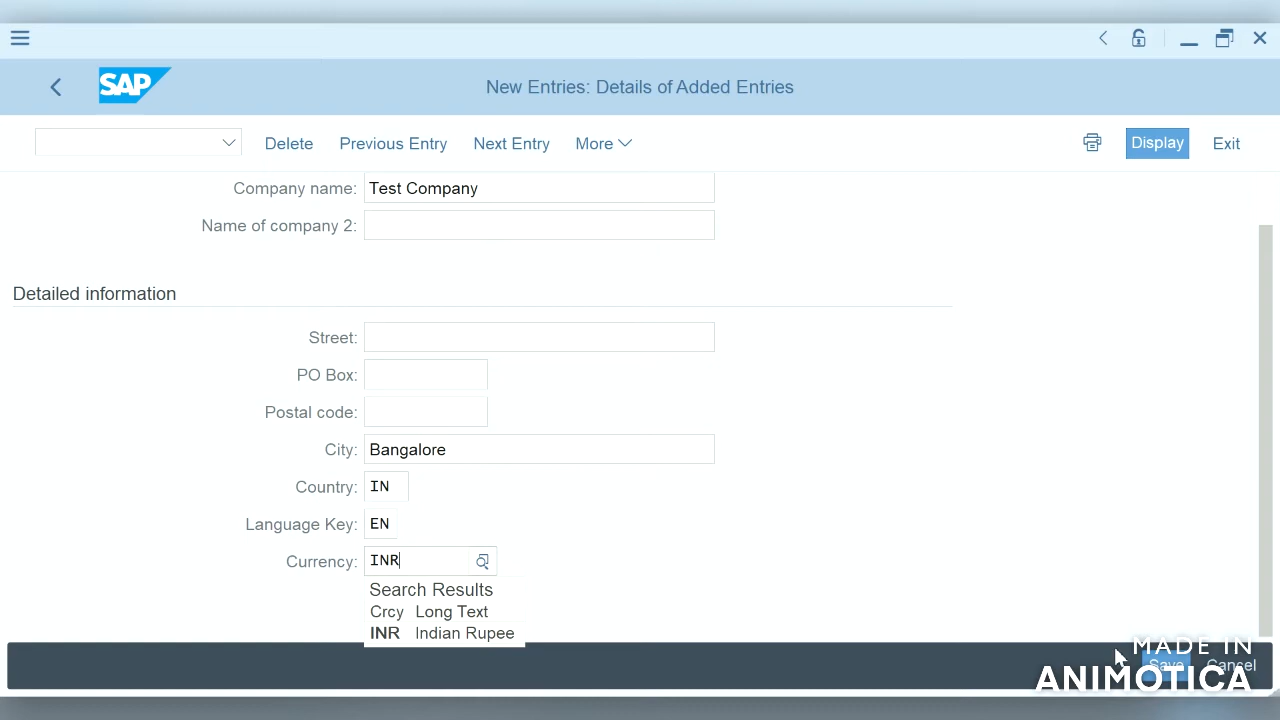 SAP
New Entries: Details of Added Entries
Delete Previous Entry Next Entry More Display Exit
Company name: Test Company
Name of company 2:
Detailed information
Street:
PO Box:
Postal code:
City: Bangalore
Country: IN
Language Key: EN
Currency: INR
Search Results
Crcy Long Text
INR Indian Rupee
Save Cancel
MADE IN
ANIMOTICA